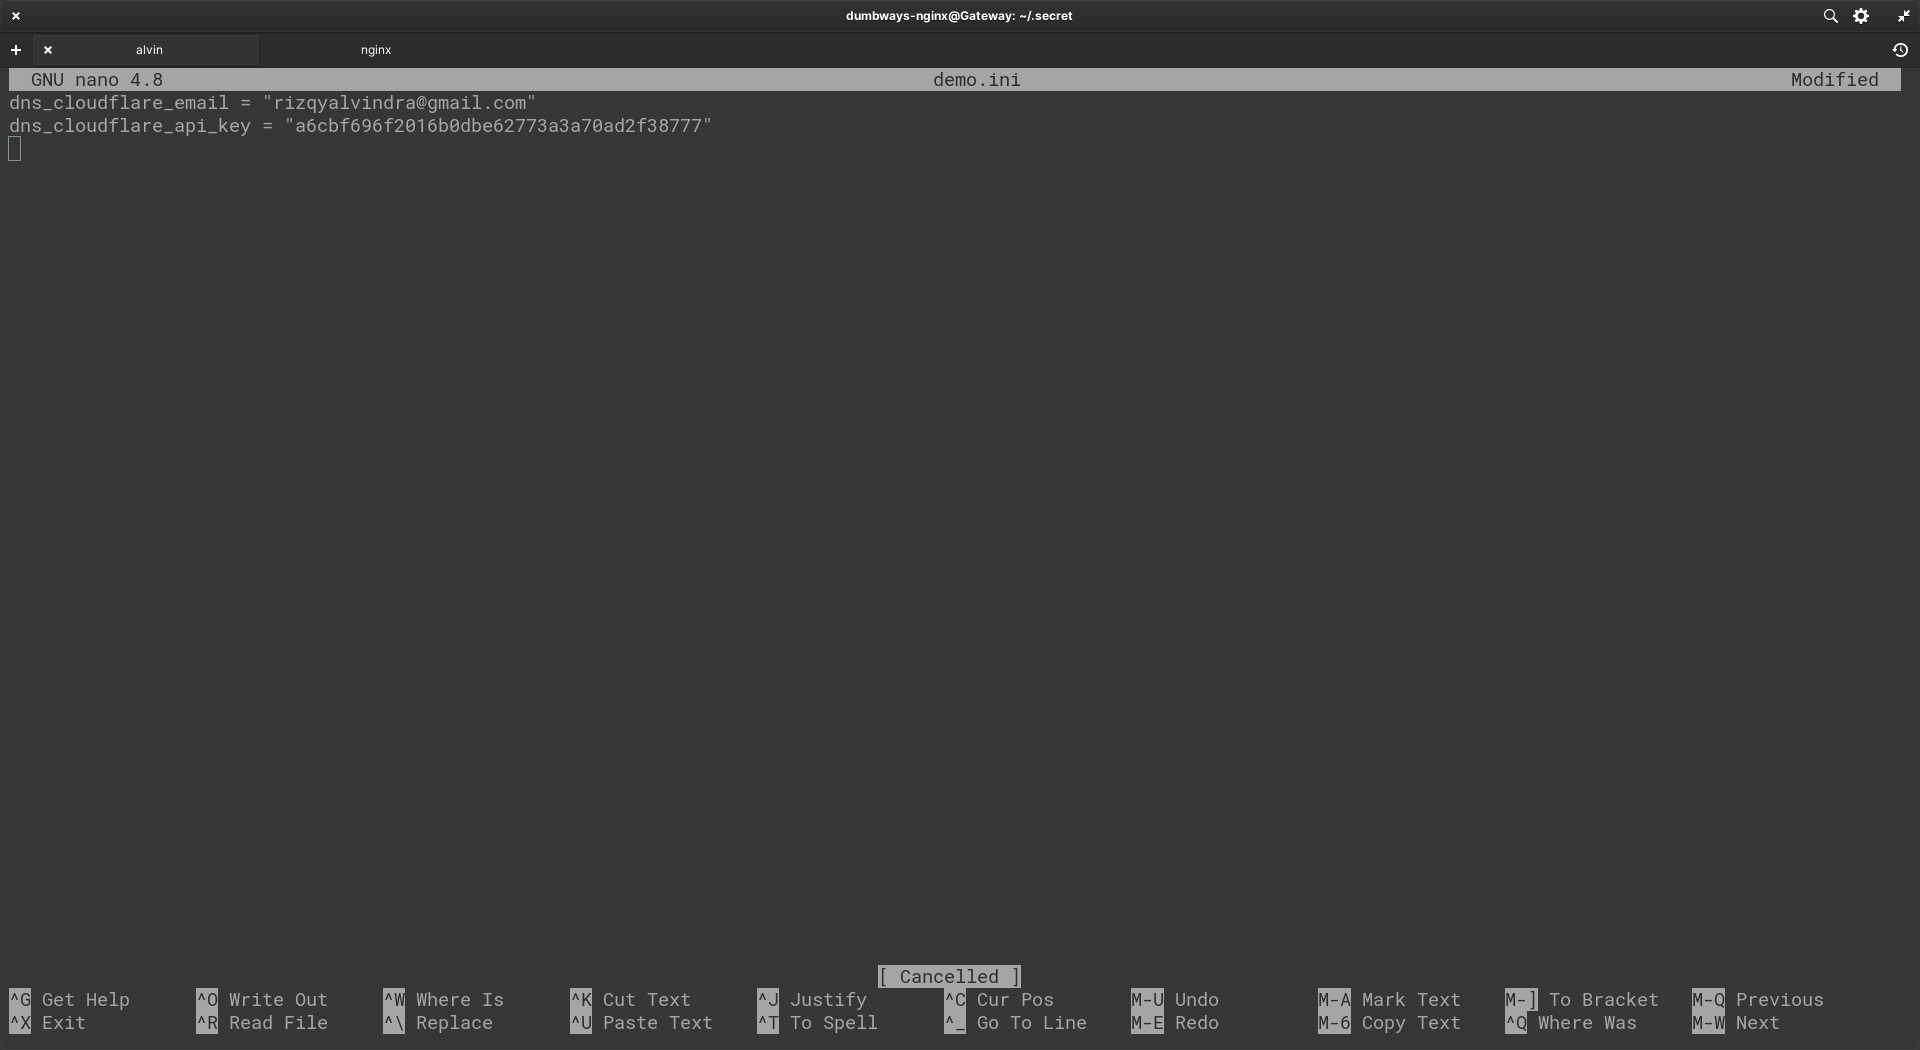 dumbways-nginx@Gateway: ~/.secret
alvin nginx
GNU nano 4.8 demo.ini Modified
dns_cloudflare_email = "rizqyalvindra@gmail.com"
dns_cloudflare_api_key = "a6cbf696f2016b0dbe62773a3a70ad2f38777"
[ Cancelled ]
^G Get Help ^O Write Out ^W Where Is ^K Cut Text ^J Justify ^C Cur Pos M-U Undo M-A Mark Text M-] To Bracket M-Q Previous
^X Exit ^R Read File ^\ Replace ^U Paste Text ^T To Spell ^_ Go To Line M-E Redo M-6 Copy Text ^Q Where Was M-W Next